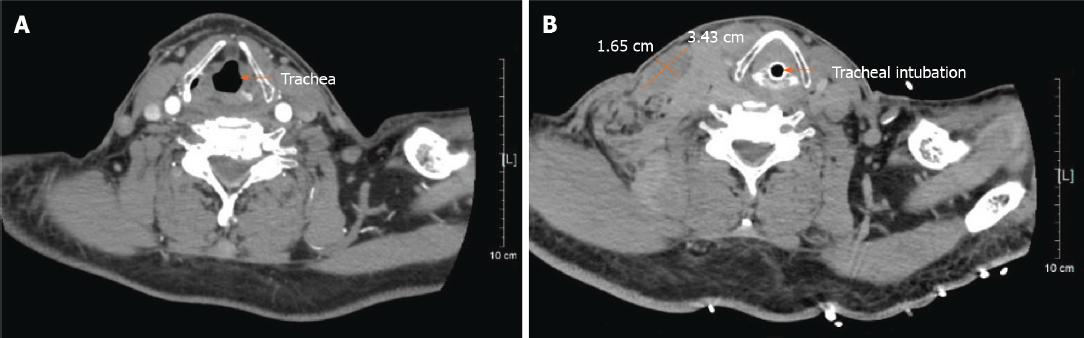 A
Trachea
[L]
10 cm
B
1.65 cm
3.43 cm
Tracheal intubation
[L]
10 cm